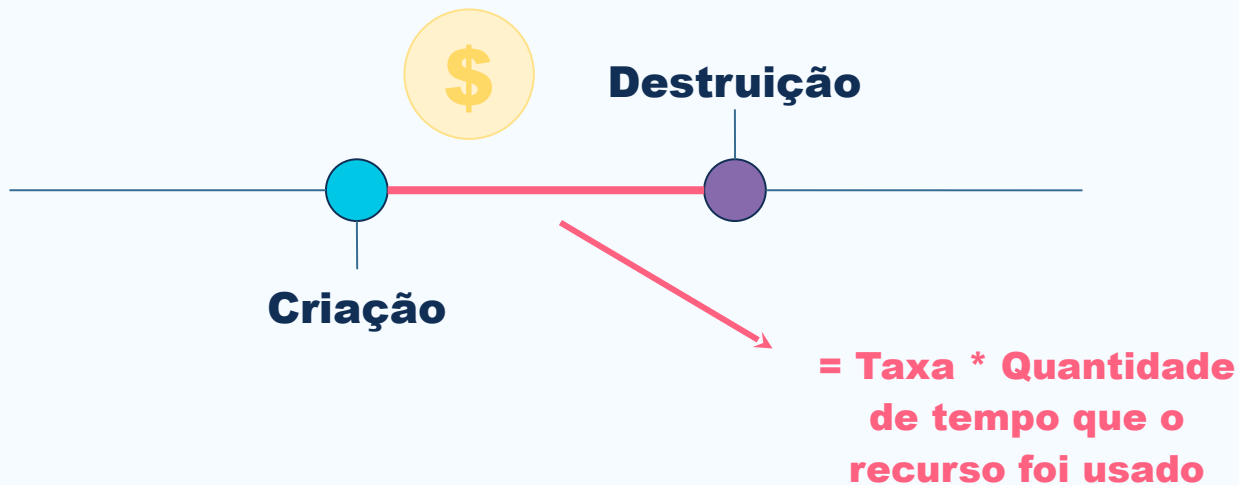 $
Destruição
Criação
= Taxa * Quantidade
de tempo que o
recurso foi usado